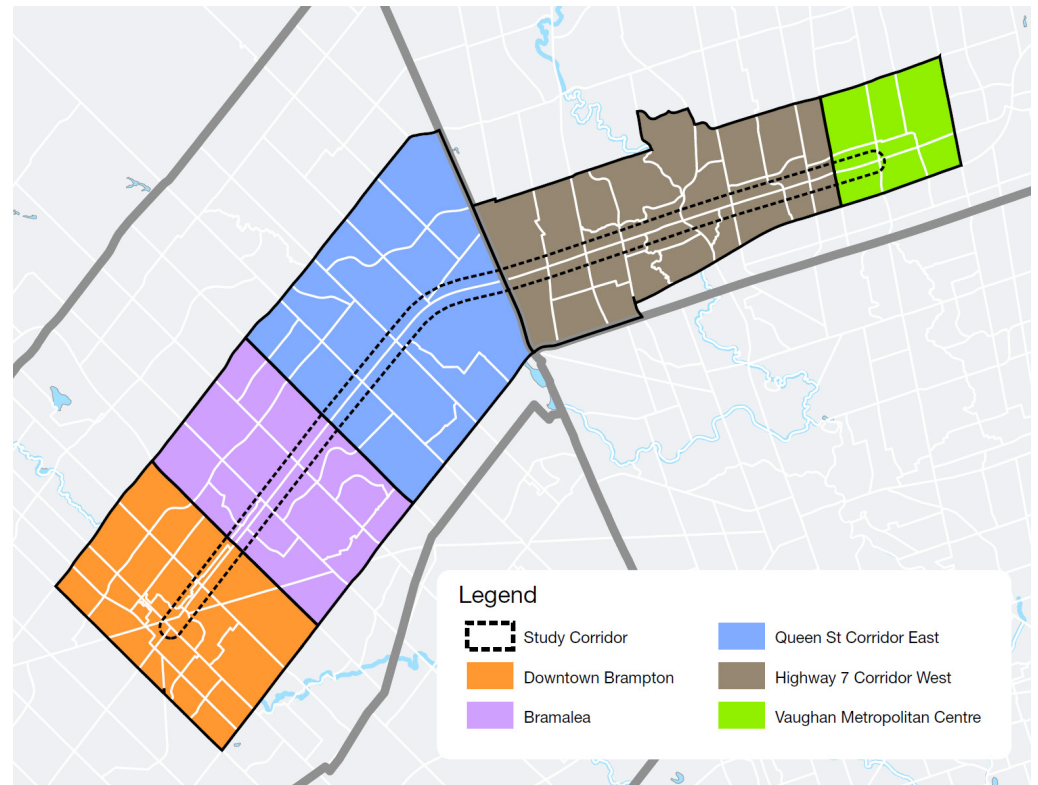 Legend
Study Corridor
Downtown Brampton
Bramalea
Queen St Corridor East
Highway 7 Corridor West
Vaughan Metropolitan Centre